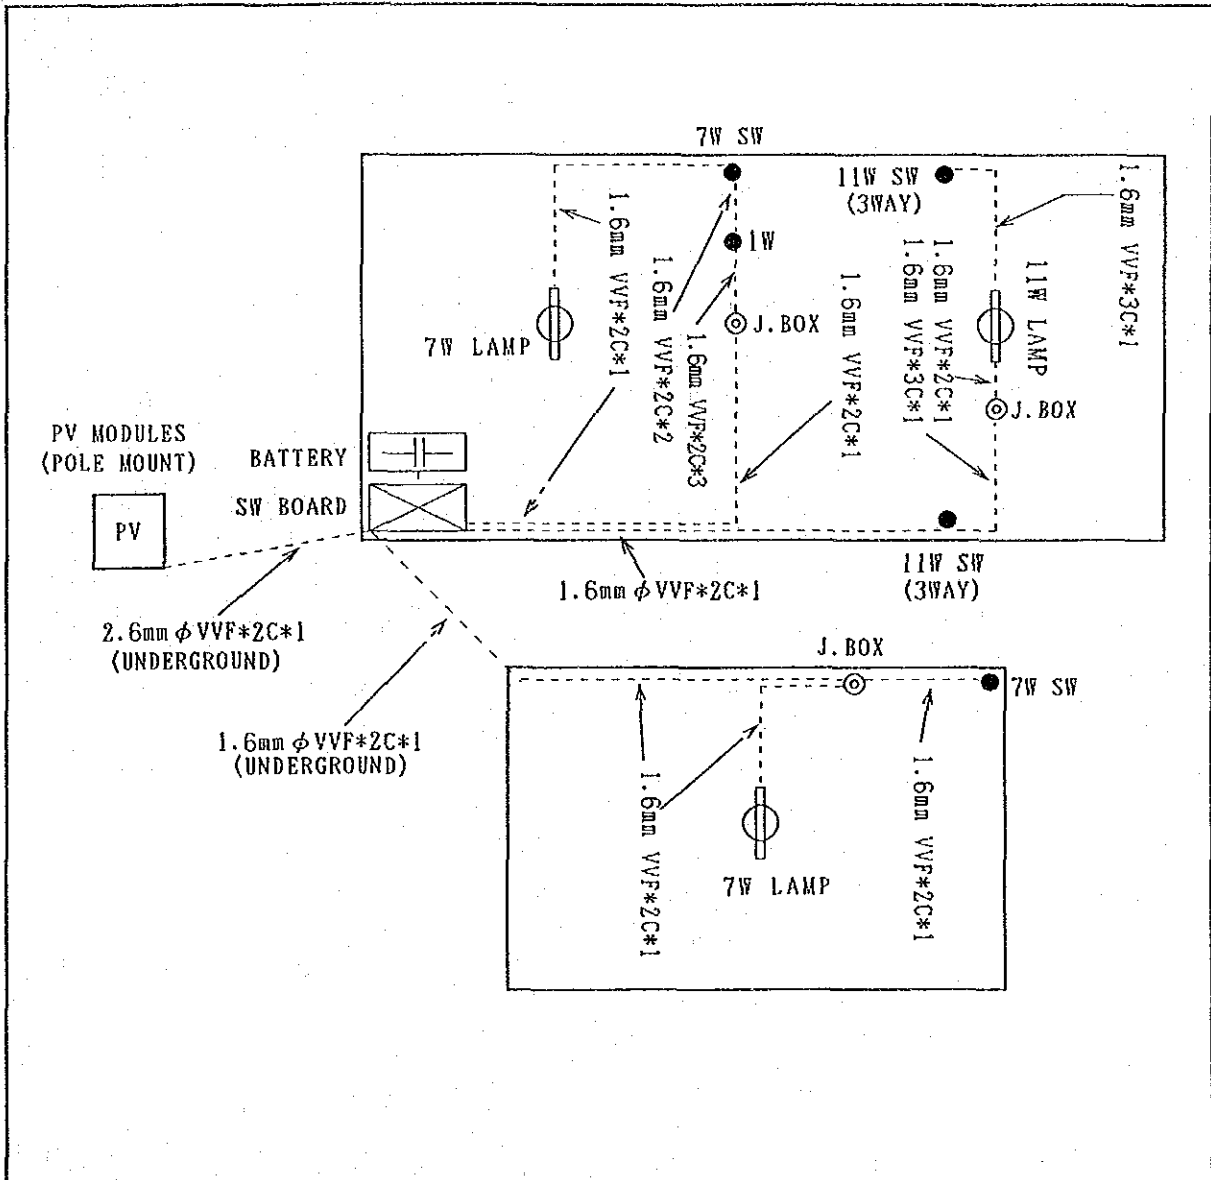 7W SW
11W SW
(3WAY)
1.6mm VVF*3C*1
1.6mm VVF*2C*1
1W
1.6mm VVF*2C*2
1.6mm VVF*2C*3
J.BOX
7W LAMP
1.6mm VVF*2C*1
1.6mm VVF*2C*1
1.6mm VVF*3C*1
11W LAMP
J.BOX
PV MODULES
(POLE MOUNT)
BATTERY
SW BOARD
PV
11W SW
(3WAY)
1.6mm φ VVF*2C*1
2.6mm φ VVF*2C*1
(UNDERGROUND)
J.BOX
7W SW
1.6mm φ VVF*2C*1
(UNDERGROUND)
1.6mm VVF*2C*1
1.6mm VVF*2C*1
7W LAMP